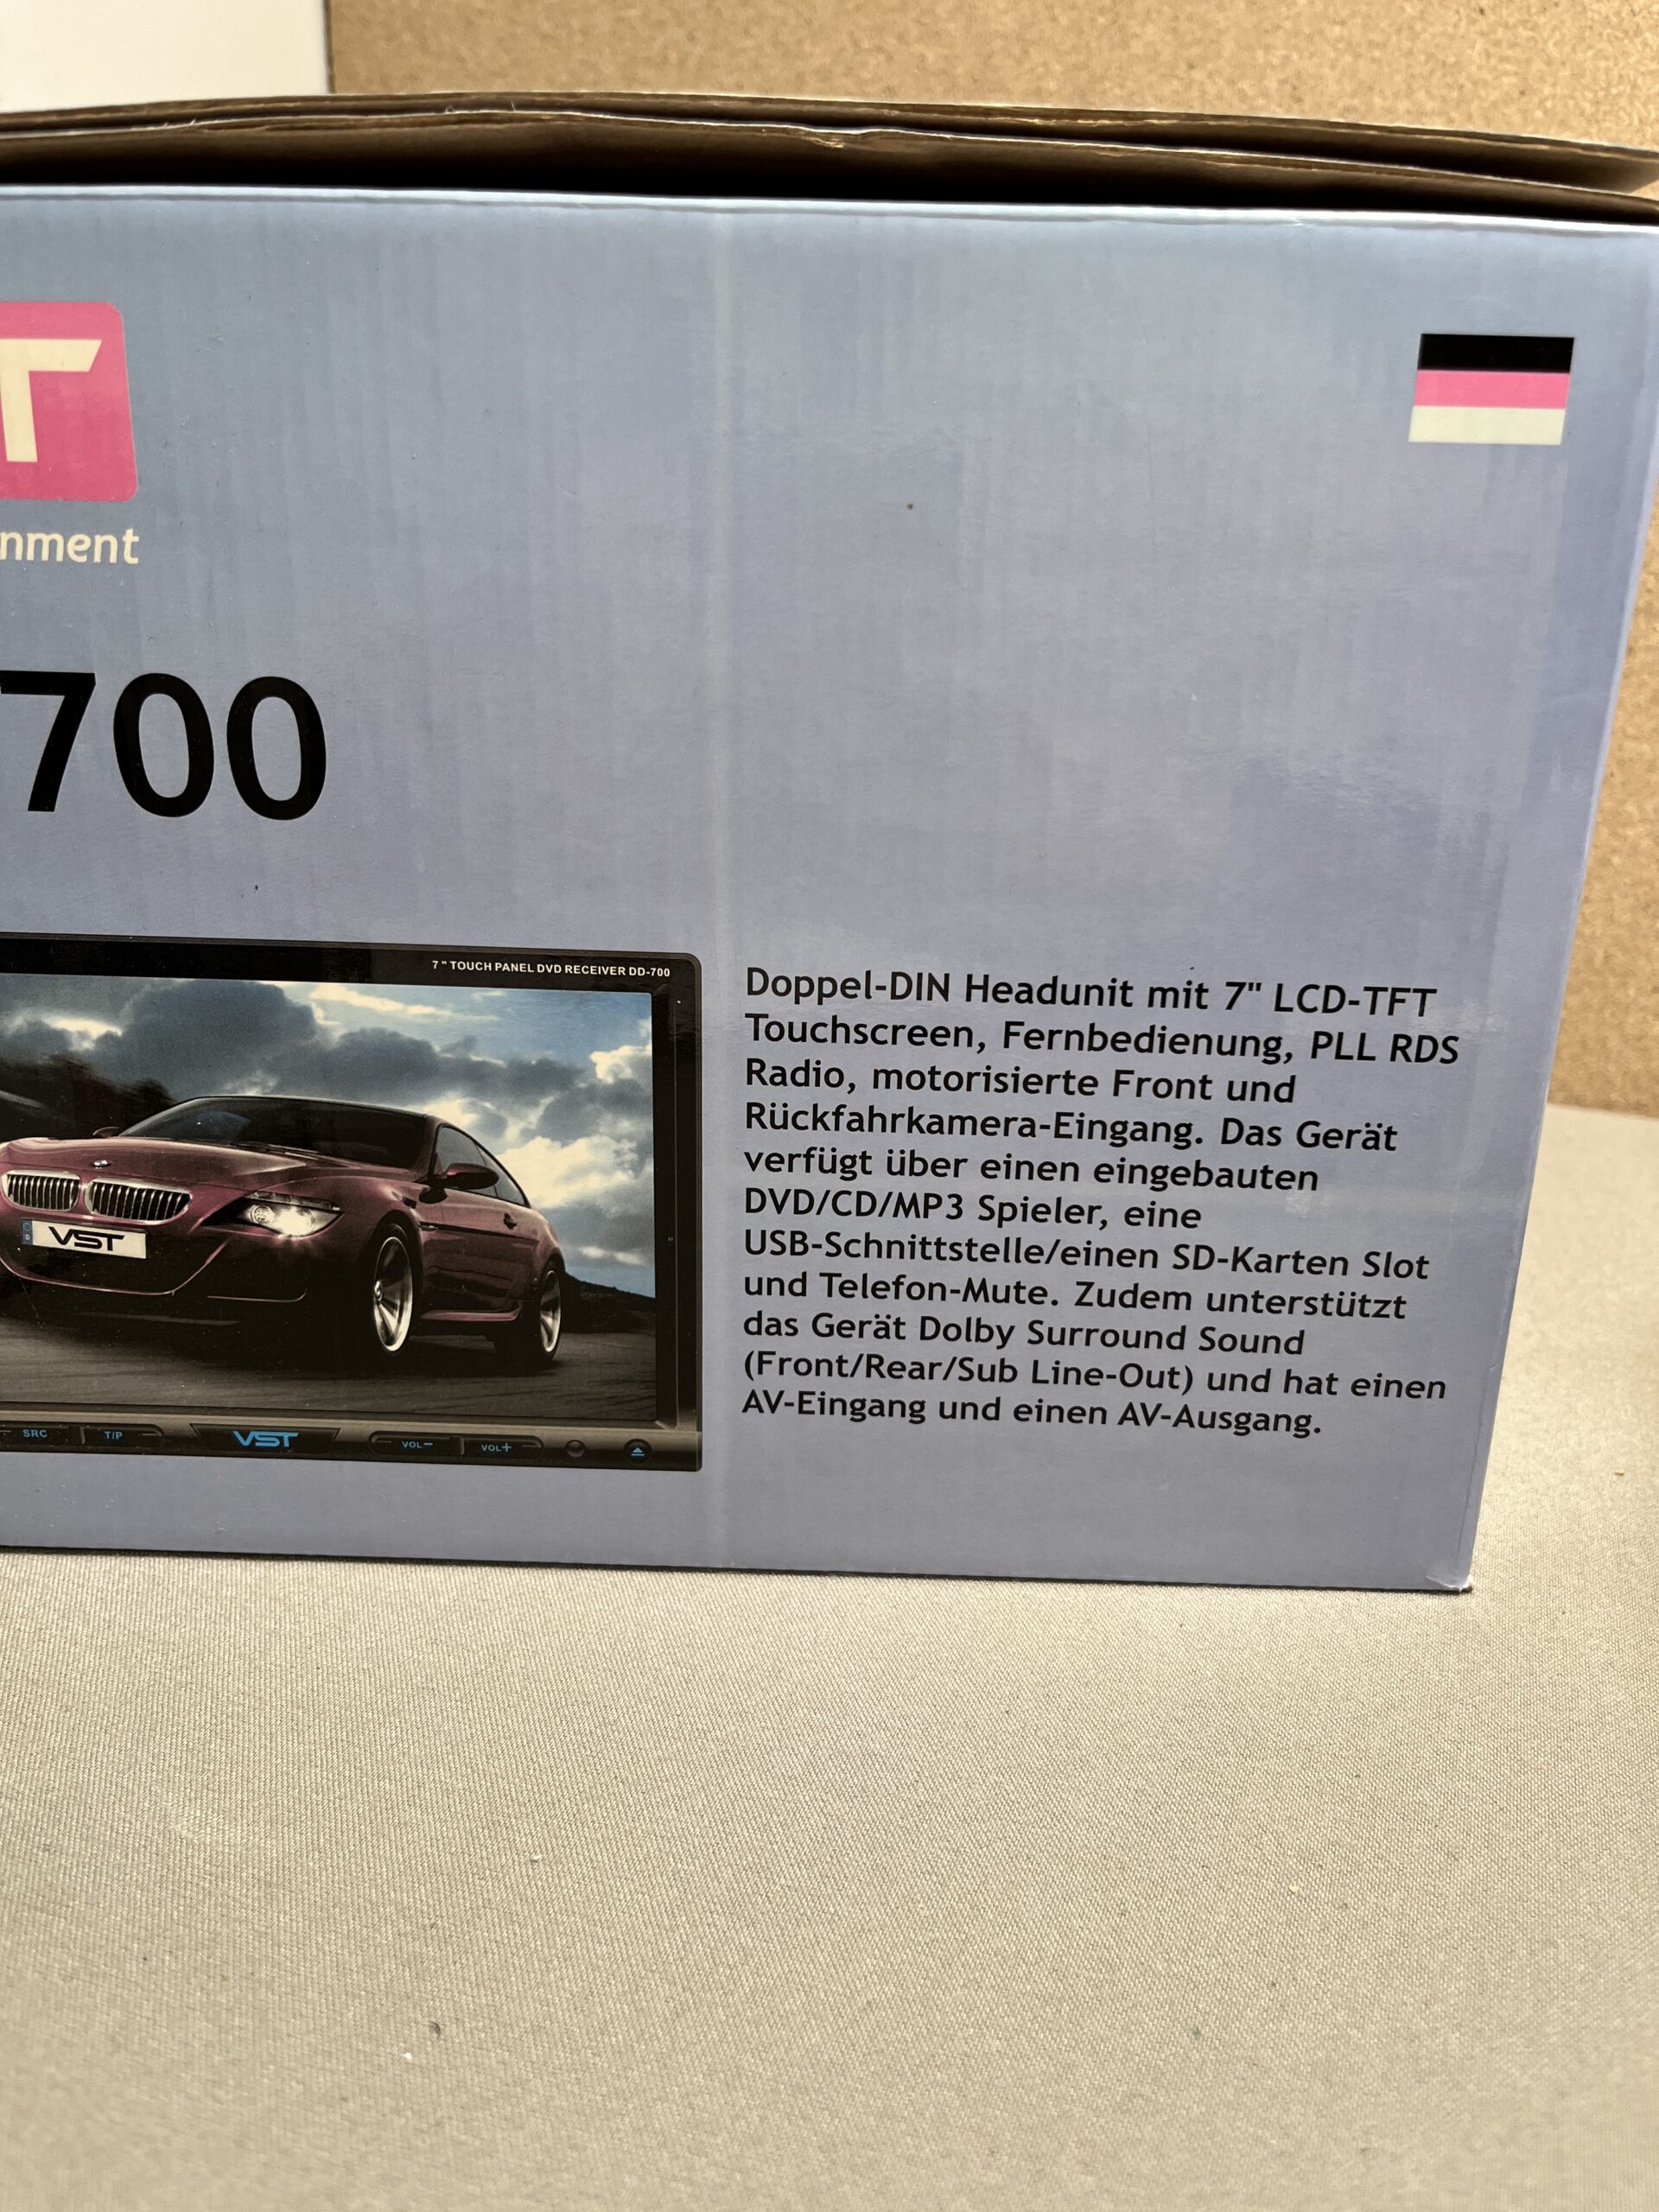 T
nment
700
7" TOUCH PANEL DVD RECEIVER DD-700
VST
SRC
T/P
VST
VOL−
VOL+
Doppel-DIN Headunit mit 7" LCD-TFT
Touchscreen, Fernbedienung, PLL RDS
Radio, motorisierte Front und
Rückfahrkamera-Eingang. Das Gerät
verfügt über einen eingebauten
DVD/CD/MP3 Spieler, eine
USB-Schnittstelle/einen SD-Karten Slot
und Telefon-Mute. Zudem unterstützt
das Gerät Dolby Surround Sound
(Front/Rear/Sub Line-Out) und hat einen
AV-Eingang und einen AV-Ausgang.